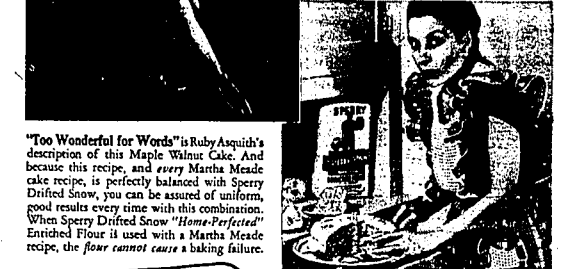 "Too Wonderful for Words" is Ruby Asquith's
description of this Maple Walnut Cake. And
because this recipe, and every Martha Meade
cake recipe, is perfectly balanced with Sperry
Drifted Snow, you can be assured of uniform,
good results every time with this combination.
When Sperry Drifted Snow "Home-Perfected"
Enriched Flour is used with a Martha Meade
recipe, the flour cannot cause a baking failure.
SPERRY